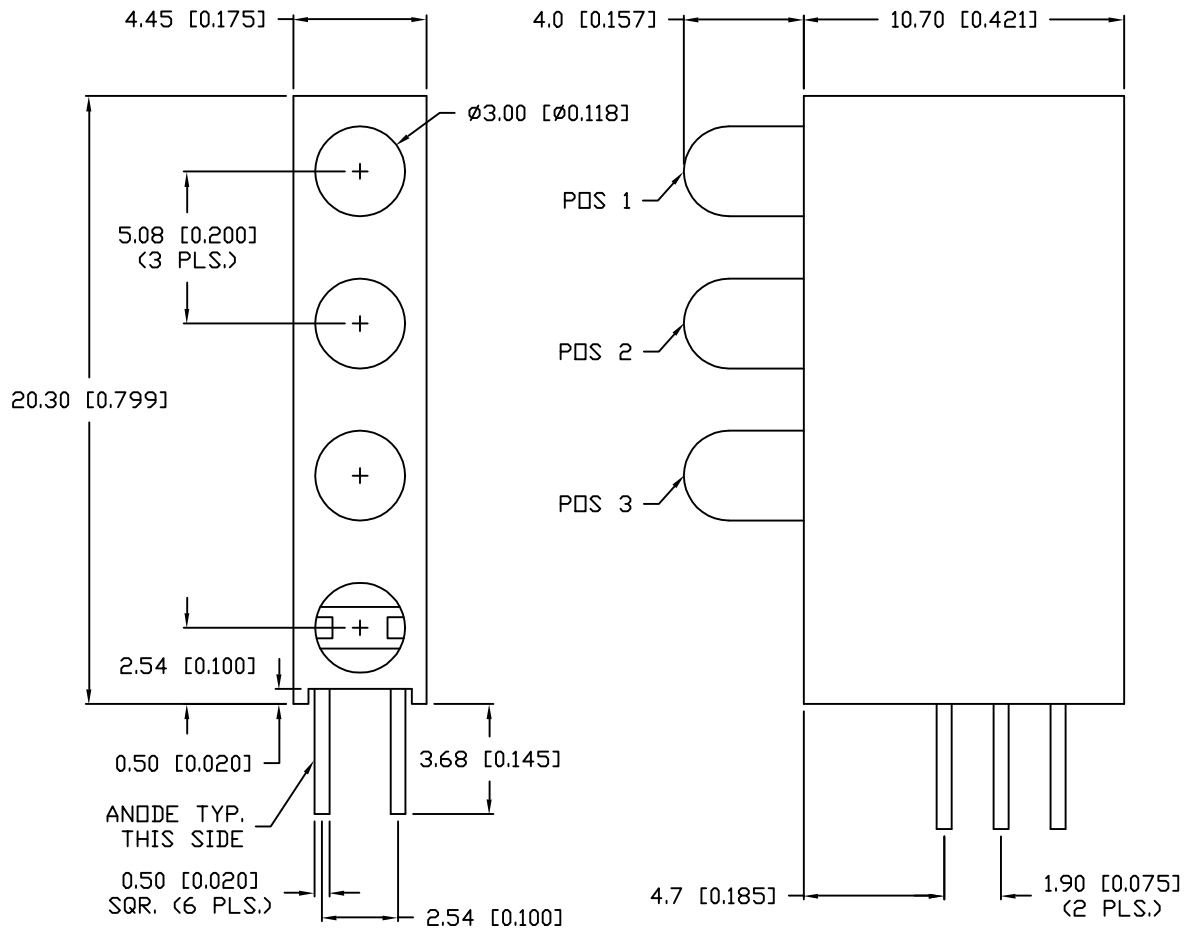 4.45 [0.175]
4.0 [0.157]
10.70 [0.421]
Ø3.00 [Ø0.118]
POS 1
5.08 [0.200]
(3 PLS.)
POS 2
20.30 [0.799]
POS 3
2.54 [0.100]
0.50 [0.020]
3.68 [0.145]
ANODE TYP.
THIS SIDE
0.50 [0.020]
SQR. (6 PLS.)
2.54 [0.100]
4.7 [0.185]
1.90 [0.075]
(2 PLS.)